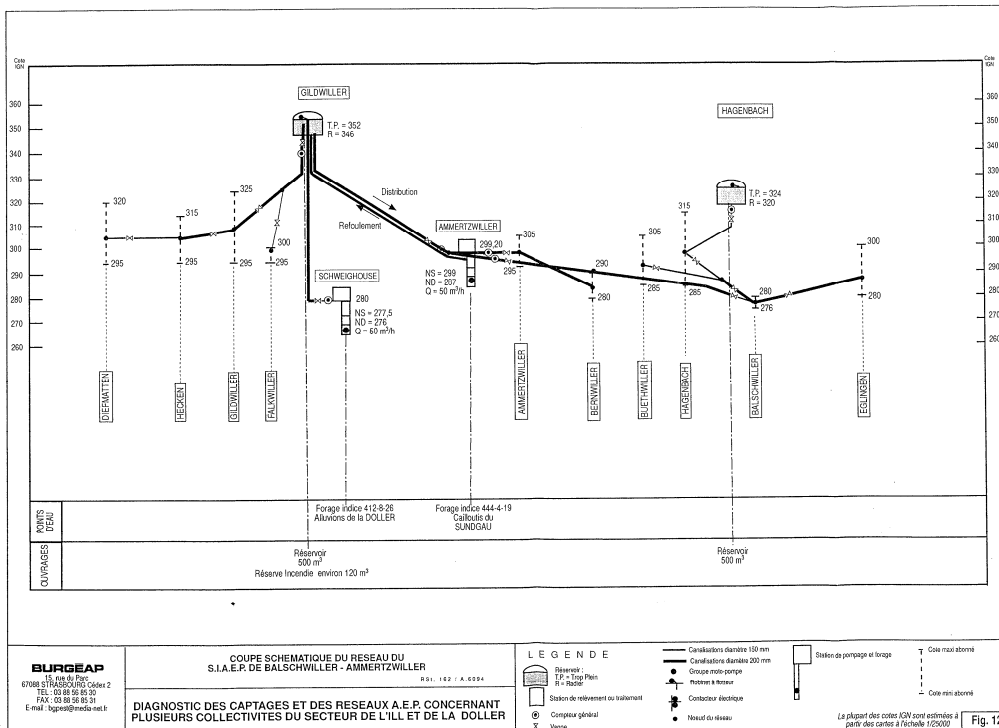 Cote
IGN
Cote
IGN
360
350
340
330
320
310
300
290
280
270
260
360
350
340
330
320
310
300
290
280
270
260
GILDWILLER
T.P. = 352
R = 346
HAGENBACH
T.P. = 324
R = 320
Distribution
Refoulement
AMMERTZWILLER
299,20
NS = 299
ND = 207
Q = 50 m³/h
SCHWEIGHOUSE
280
NS = 277,5
ND = 276
Q = 60 m³/h
320
295
315
295
325
295
300
295
305
295
290
280
306
285
315
285
280
276
300
280
DIEFMATTEN
HECKEN
GILDWILLER
FALKWILLER
AMMERTZWILLER
BERNWILLER
BUETHWILLER
HAGENBACH
BALSCHWILLER
EGLINGEN
POINTS
D'EAU
Forage indice 412-8-26
Alluvions de la DOLLER
Forage indice 444-4-19
Cailloutis du
SUNDGAU
OUVRAGES
Réservoir
500 m³
Réserve Incendie environ 120 m³
Réservoir
500 m³
BURGEAP
15, rue du Parc
67088 STRASBOURG Cédex 2
TEL : 03 88 56 85 30
FAX : 03 88 56 85 31
E-mail : bgpest@media-net.fr
COUPE SCHEMATIQUE DU RESEAU DU
S.I.A.E.P. DE BALSCHWILLER - AMMERTZWILLER
RSt. 162 / A.6094
DIAGNOSTIC DES CAPTAGES ET DES RESEAUX A.E.P. CONCERNANT
PLUSIEURS COLLECTIVITES DU SECTEUR DE L'ILL ET DE LA DOLLER
LEGENDE
Réservoir :
T.P. = Trop Plein
R = Radier
Station de relèvement ou traitement
Compteur général
Vanne
Canalisations diamètre 150 mm
Canalisations diamètre 200 mm
Groupe moto-pompe
Robinet à flotteur
Contacteur électrique
Noeud du réseau
Station de pompage et forage
Cote maxi abonné
Cote mini abonné
La plupart des cotes IGN sont estimées à
partir des cartes à l'échelle 1/25000